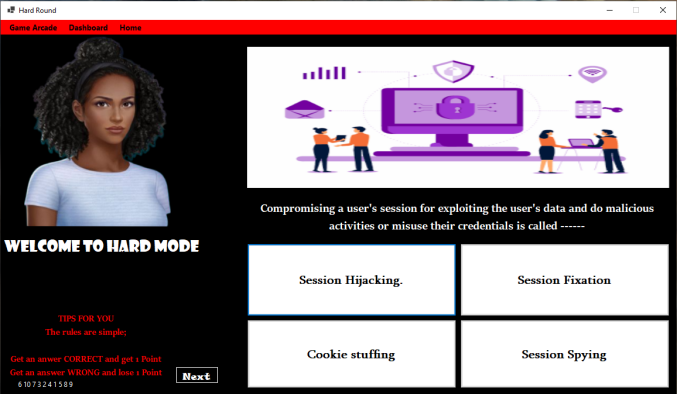 Hard Round
Game Arcade Dashboard Home
Compromising a user's session for exploiting the user's data and do malicious
activities or misuse their credentials is called ------
WELCOME TO HARD MODE
Session Hijacking.
Session Fixation
TIPS FOR YOU
The rules are simple:
Get an anwer CORRECT and get 1 Point
Get an answer WRONG and lose 1 Point
Cookie stuffing
Session Spying
Next
6 10 7 3 2 4 1 5 8 9